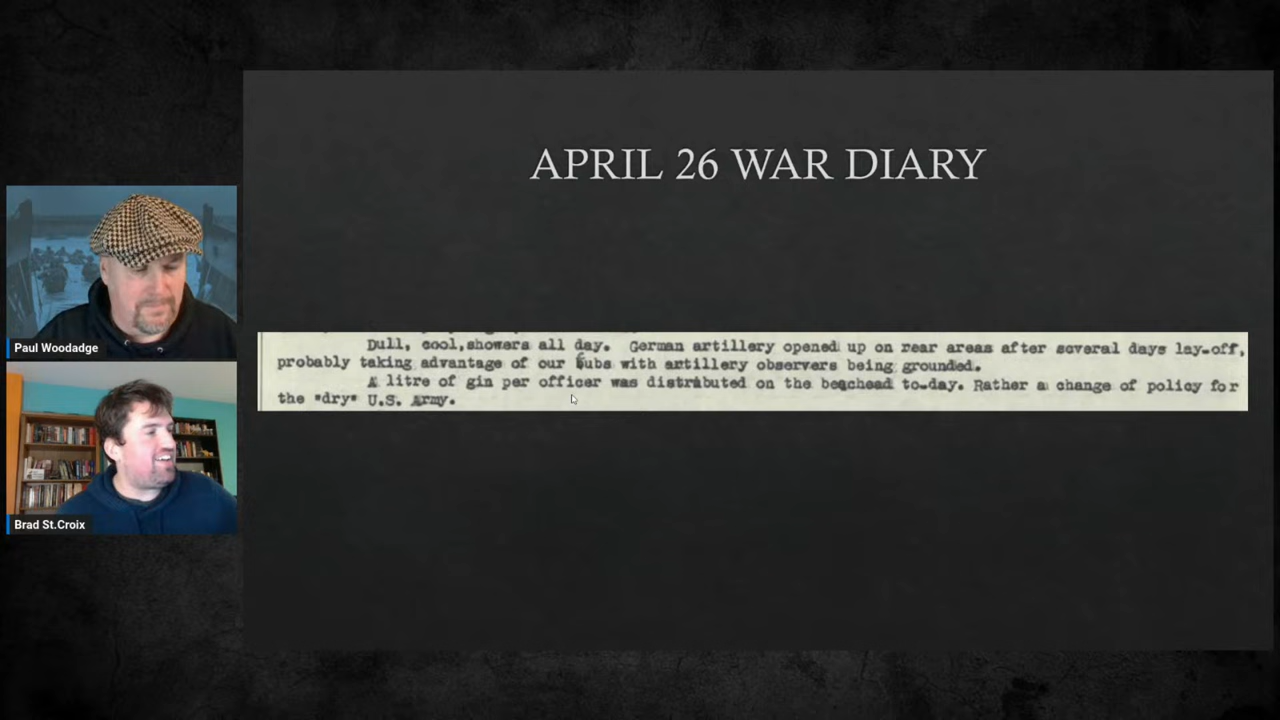 APRIL 26 WAR DIARY
Dull, cool,showers all day. German artillery opened up on rear areas after several days lay-off,
probably taking advantage of our Cubs with artillery observers being grounded.
A litre of gin per officer was distributed on the beachead to-day. Rather a change of policy for
the "dry" U.S. Army.
Paul Woodadge
Brad St.Croix